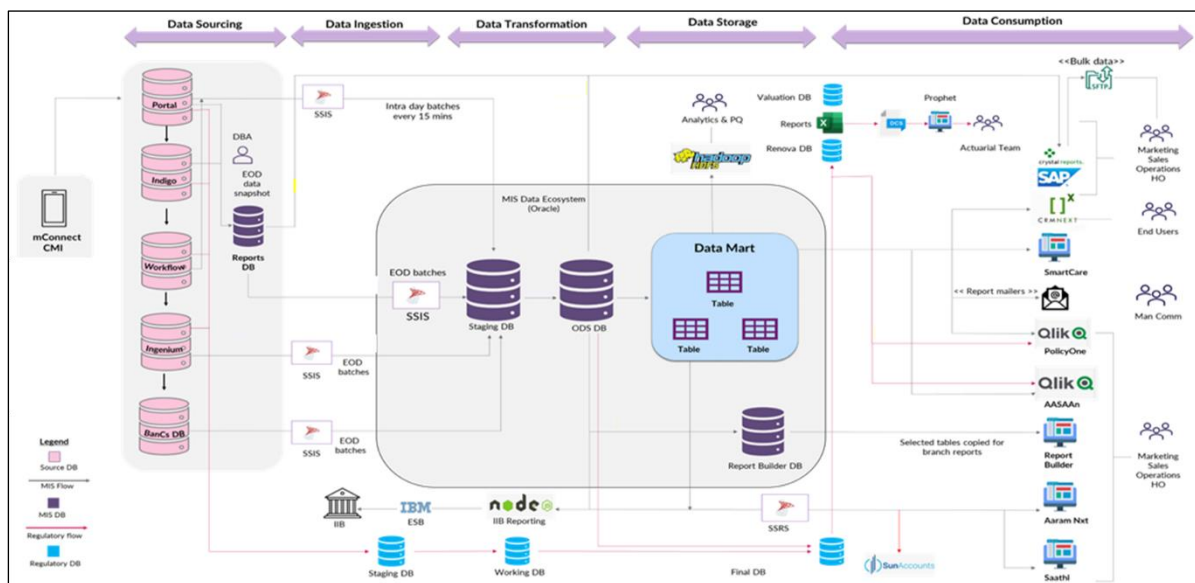 Data Sourcing
Data Ingestion
Data Transformation
Data Storage
Data Consumption
Portal
Indigo
Workflow
Ingenium
BanCs DB
mConnect
CMI
DBA
EOD
data
snapshot
Reports
DB
SSIS
Intra day batches
every 15 mins
EOD batches
SSIS
SSIS
EOD
batches
SSIS
EOD
batches
MIS Data Ecosystem
(Oracle)
Staging DB
ODS DB
Analytics & PQ
hadoop
Data Mart
Table
Table
Table
Report Builder DB
Valuation DB
Reports
Renova DB
DCS
Prophet
Actuarial Team
<<Bulk data>>
SFTP
crystal reports.
SAP
CRMNEXT
SmartCare
<< Report mailers >>
Qlik
PolicyOne
Qlik
AASAAn
Selected tables copied for
branch reports
Report
Builder
Aaram Nxt
Saathi
Marketing
Sales
Operations
HO
End Users
Man Comm
Marketing
Sales
Operations
HO
Legend
Source DB
MIS Flow
MIS DB
Regulatory flow
Regulatory DB
IIB
IBM
ESB
node
IIB Reporting
SSRS
Staging DB
Working DB
Final DB
SunAccounts